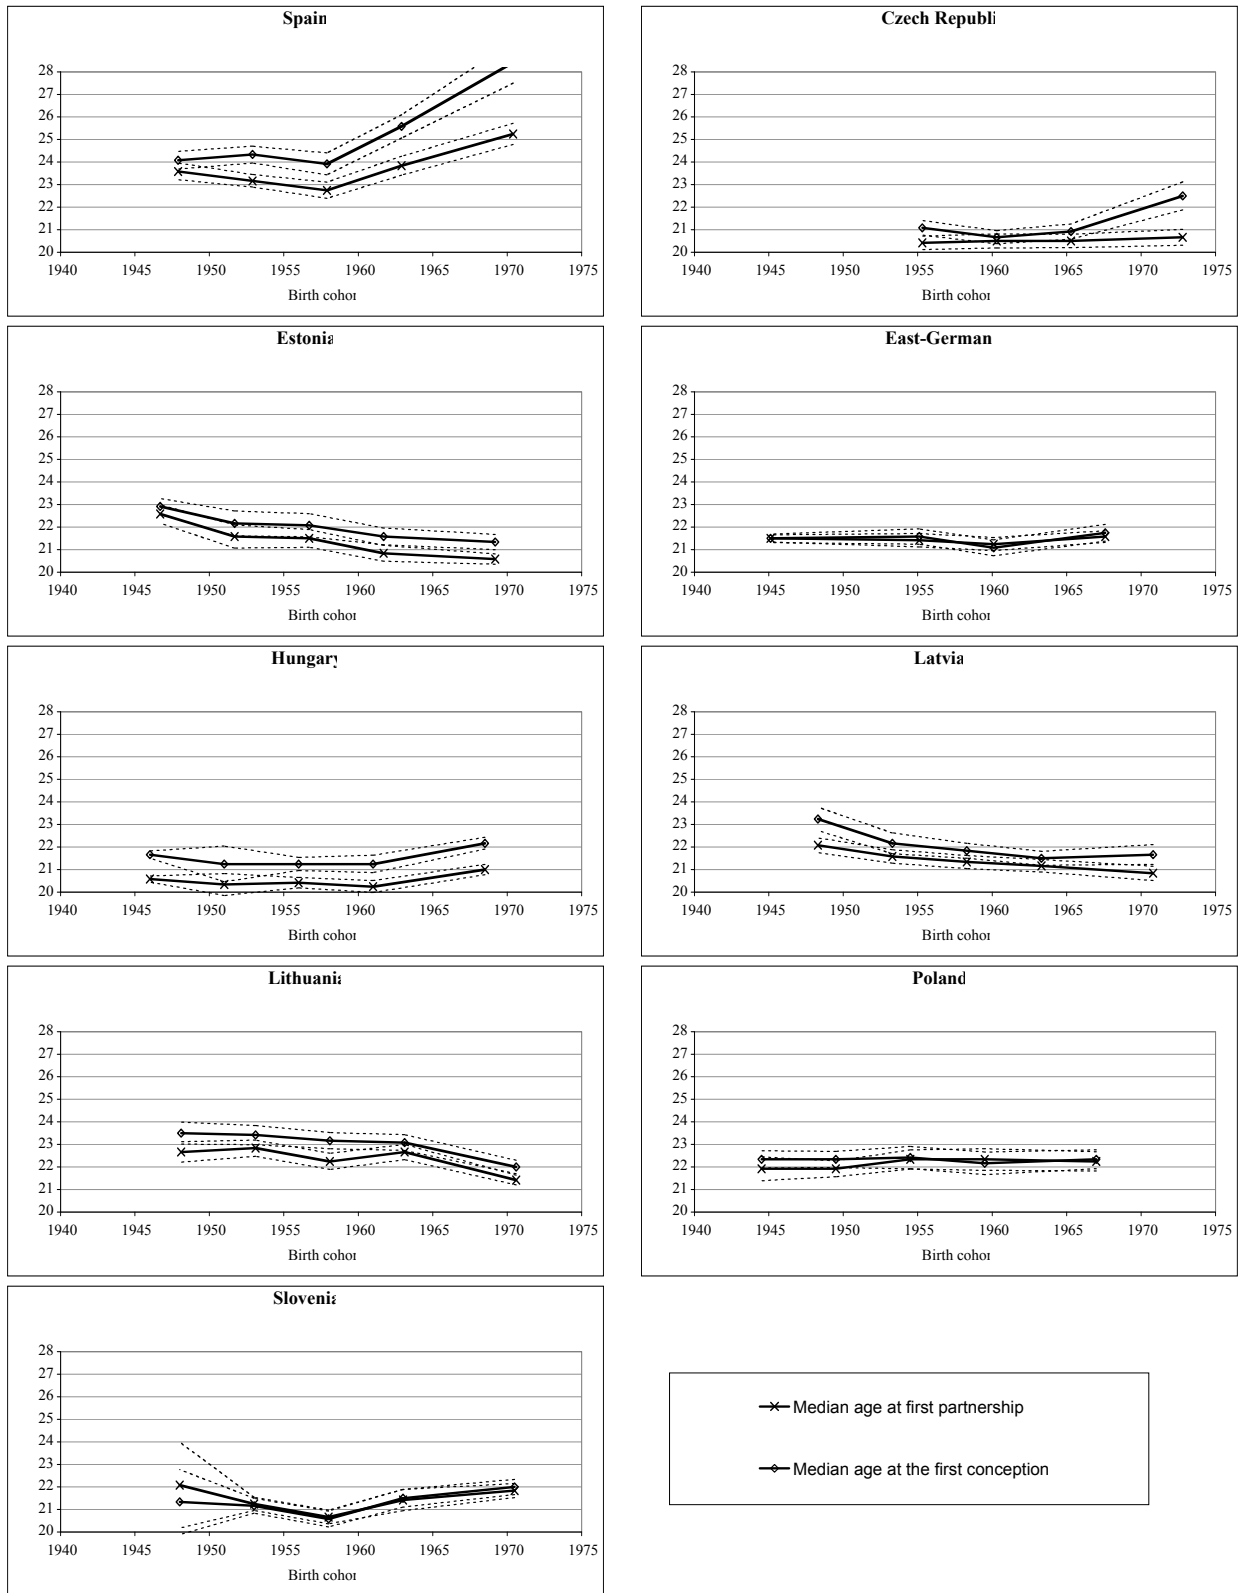 Spain
28
27
26
25
24
23
22
21
20
1940 1945 1950 1955 1960 1965 1970 1975
Birth cohor
Czech Republi
28
27
26
25
24
23
22
21
20
1940 1945 1950 1955 1960 1965 1970 1975
Birth cohor
Estonia
28
27
26
25
24
23
22
21
20
1940 1945 1950 1955 1960 1965 1970 1975
Birth cohor
East-German
28
27
26
25
24
23
22
21
20
1940 1945 1950 1955 1960 1965 1970 1975
Birth cohor
Hungary
28
27
26
25
24
23
22
21
20
1940 1945 1950 1955 1960 1965 1970 1975
Birth cohor
Latvia
28
27
26
25
24
23
22
21
20
1940 1945 1950 1955 1960 1965 1970 1975
Birth cohor
Lithuania
28
27
26
25
24
23
22
21
20
1940 1945 1950 1955 1960 1965 1970 1975
Birth cohor
Poland
28
27
26
25
24
23
22
21
20
1940 1945 1950 1955 1960 1965 1970 1975
Birth cohor
Slovenia
28
27
26
25
24
23
22
21
20
1940 1945 1950 1955 1960 1965 1970 1975
Birth cohor
Median age at first partnership
Median age at the first conception